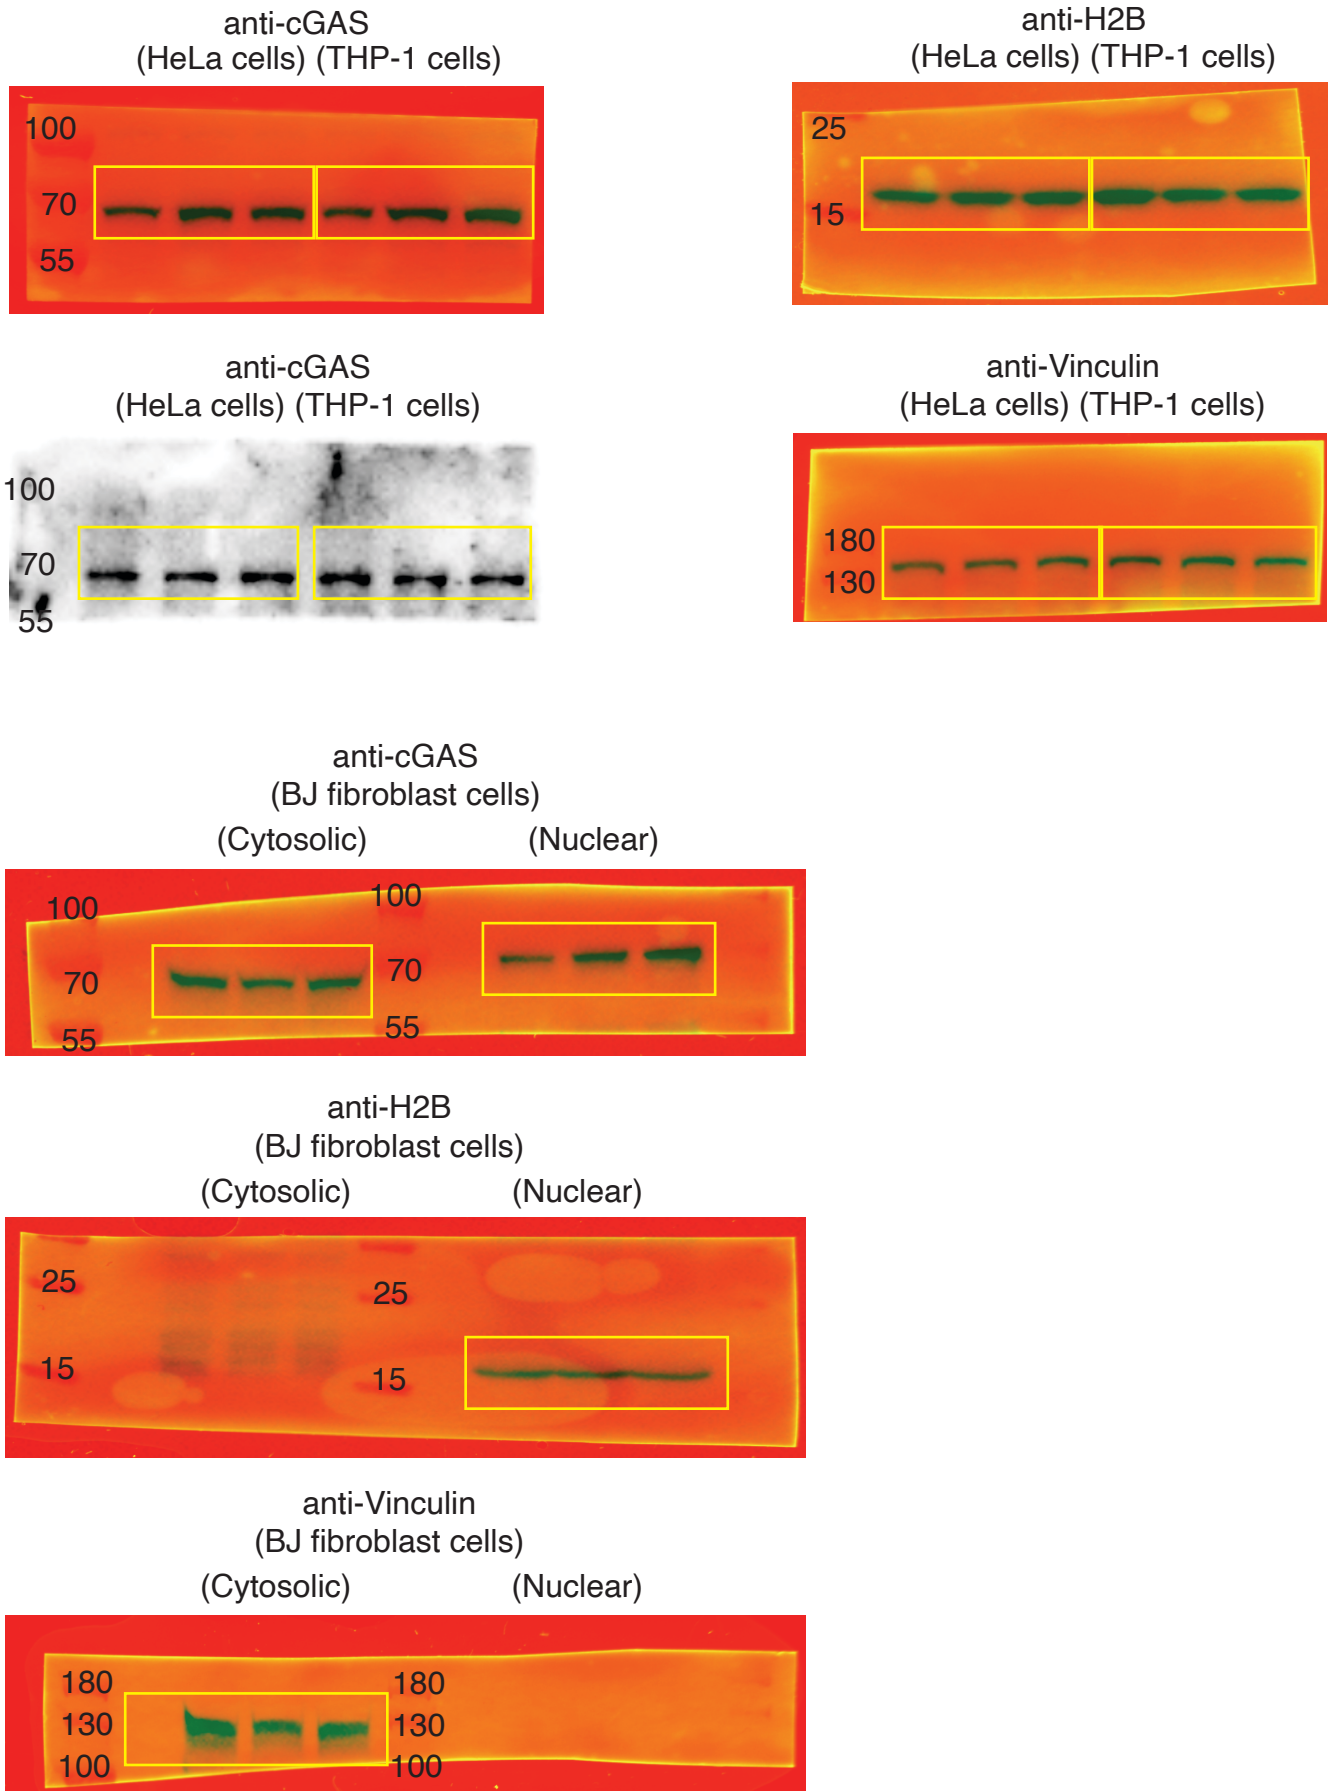 anti-cGAS
(HeLa cells) (THP-1 cells)
100
70
55
anti-H2B
(HeLa cells) (THP-1 cells)
25
15
anti-cGAS
(HeLa cells) (THP-1 cells)
100
70
55
anti-Vinculin
(HeLa cells) (THP-1 cells)
180
130
anti-cGAS
(BJ fibroblast cells)
(Cytosolic) (Nuclear)
100 100
70 70
55 55
anti-H2B
(BJ fibroblast cells)
(Cytosolic) (Nuclear)
25 25
15 15
anti-Vinculin
(BJ fibroblast cells)
(Cytosolic) (Nuclear)
180 180
130 130
100 100